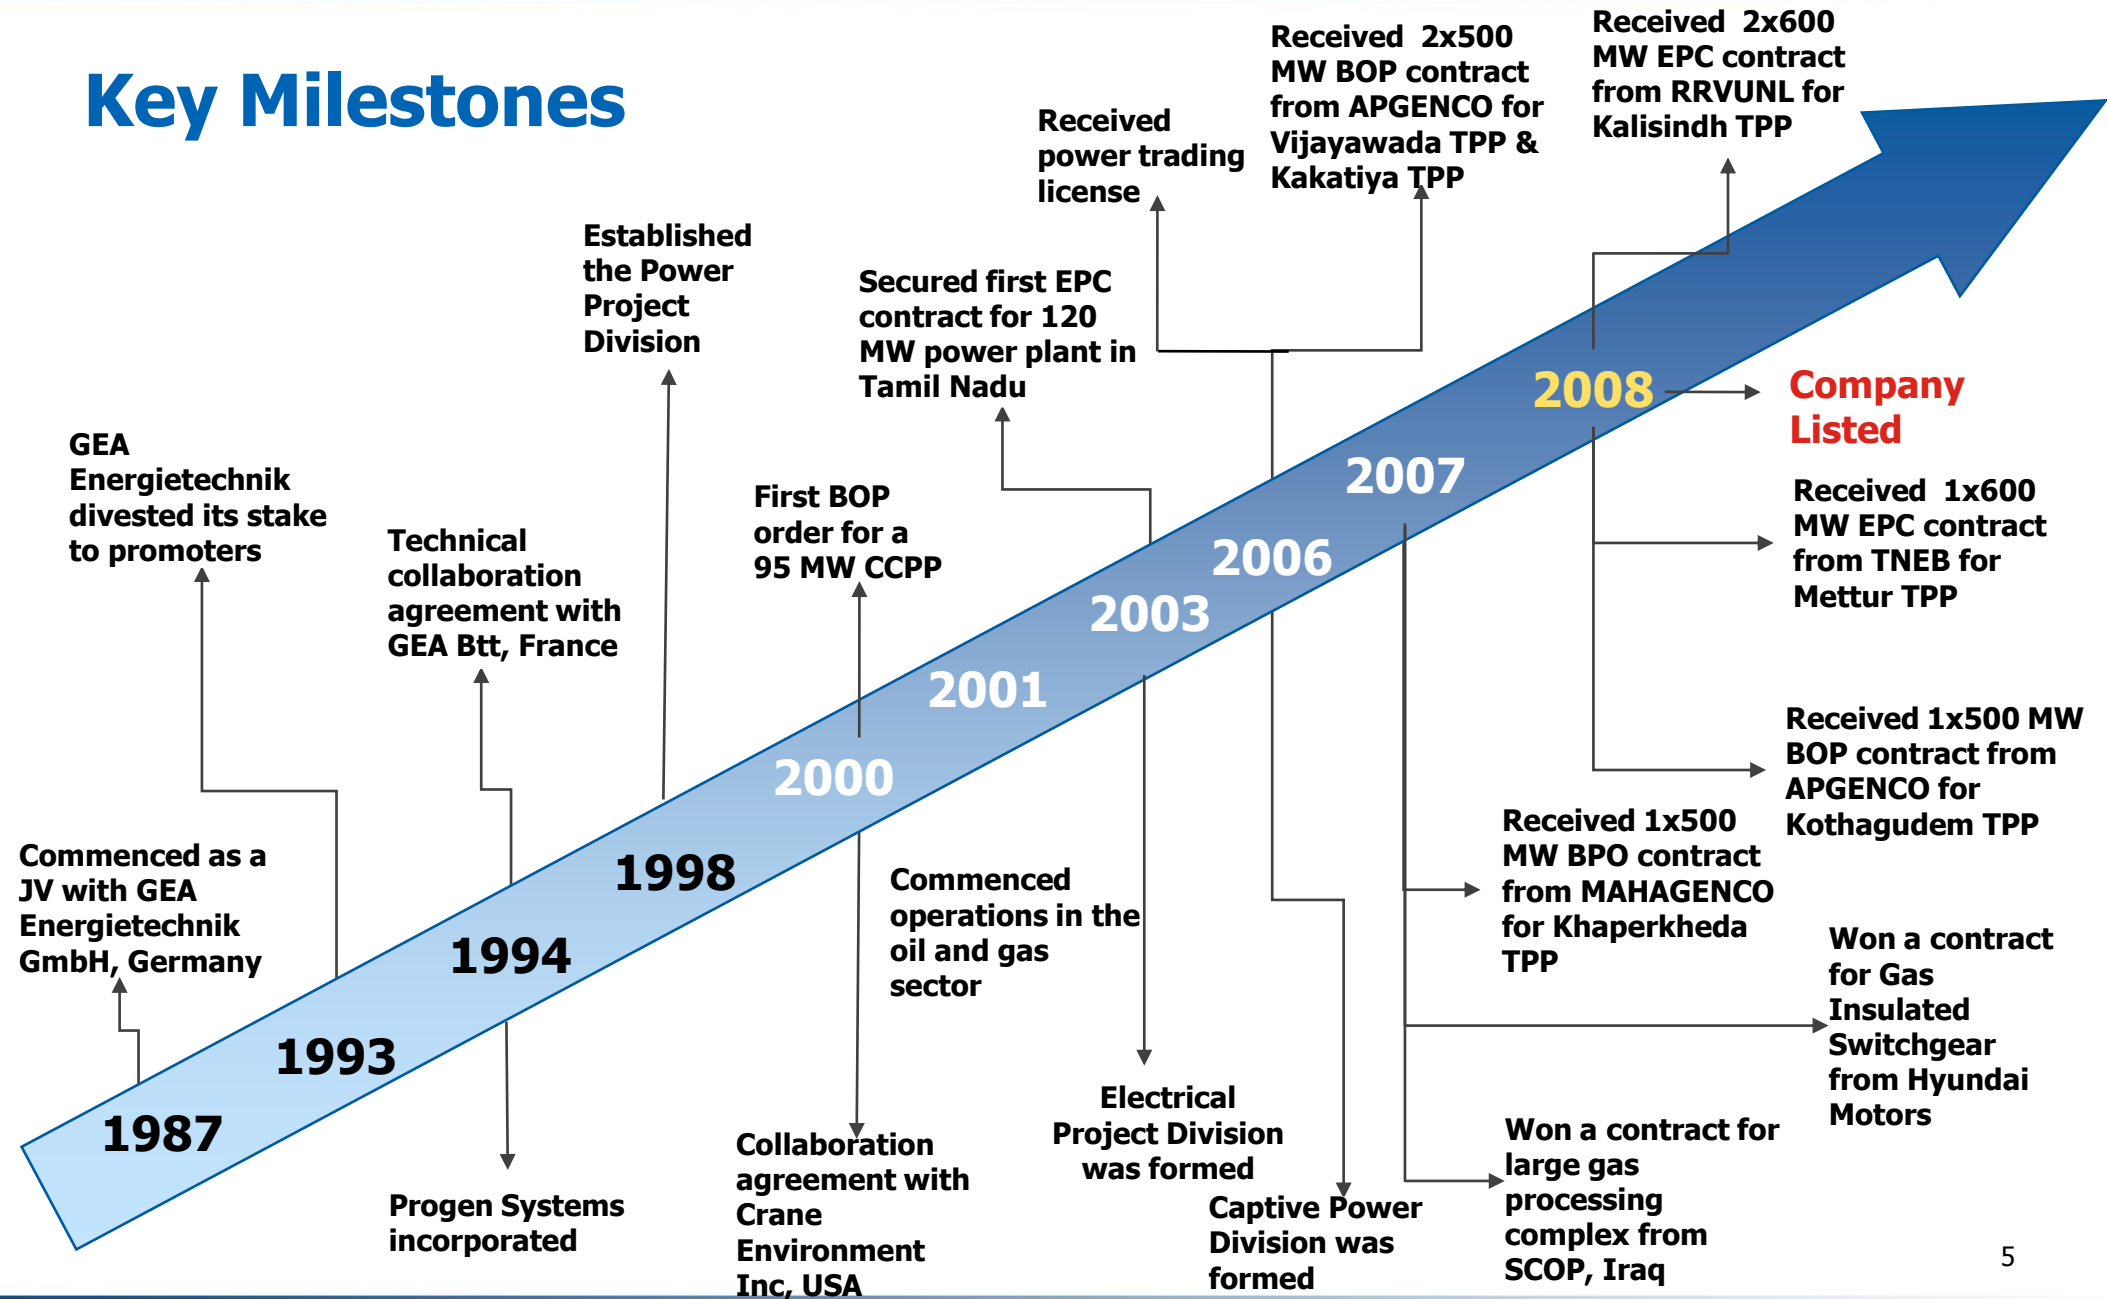 Key Milestones
Commenced as a
JV with GEA
Energietechnik
GmbH, Germany
1987
GEA
Energietechnik
divested its stake
to promoters
1993
Technical
collaboration
agreement with
GEA Btt, France
1994
Progen Systems
incorporated
Established
the Power
Project
Division
1998
First BOP
order for a
95 MW CCPP
2000
Collaboration
agreement with
Crane
Environment
Inc, USA
2001
Commenced
operations in the
oil and gas
sector
Secured first EPC
contract for 120
MW power plant in
Tamil Nadu
2003
Electrical
Project Division
was formed
Received
power trading
license
Received 2x500
MW BOP contract
from APGENCO for
Vijayawada TPP &
Kakatiya TPP
2006
Captive Power
Division was
formed
2007
Received 1x500
MW BPO contract
from MAHAGENCO
for Khaperkheda
TPP
Won a contract
for Gas
Insulated
Switchgear
from Hyundai
Motors
Won a contract for
large gas
processing
complex from
SCOP, Iraq
Received 2x600
MW EPC contract
from RRVUNL for
Kalisindh TPP
2008
Company
Listed
Received 1x600
MW EPC contract
from TNEB for
Mettur TPP
Received 1x500 MW
BOP contract from
APGENCO for
Kothagudem TPP
5